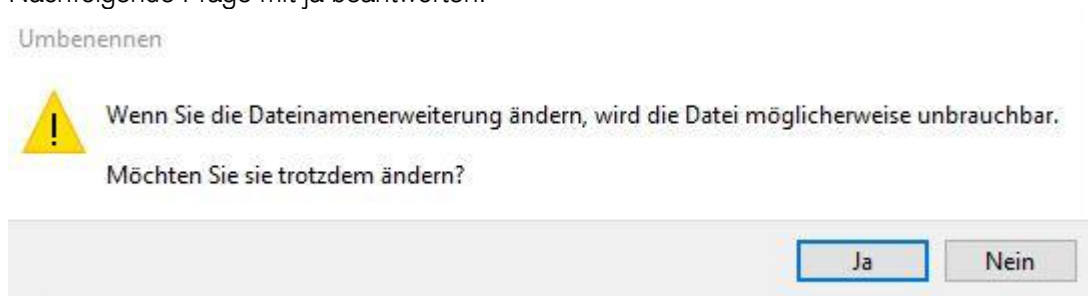 Nachfolgende Frage mit ja beantworten:
Umbenennen
Wenn Sie die Dateinamenerweiterung ändern, wird die Datei möglicherweise unbrauchbar.
Möchten Sie sie trotzdem ändern?
Ja Nein